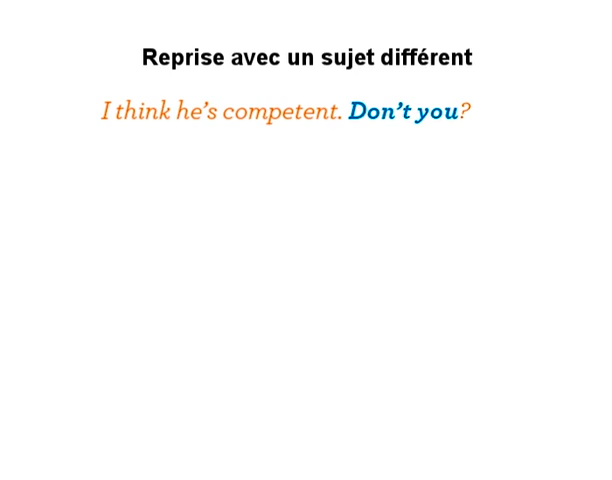 Reprise avec un sujet différent
I think he’s competent. Don’t you?